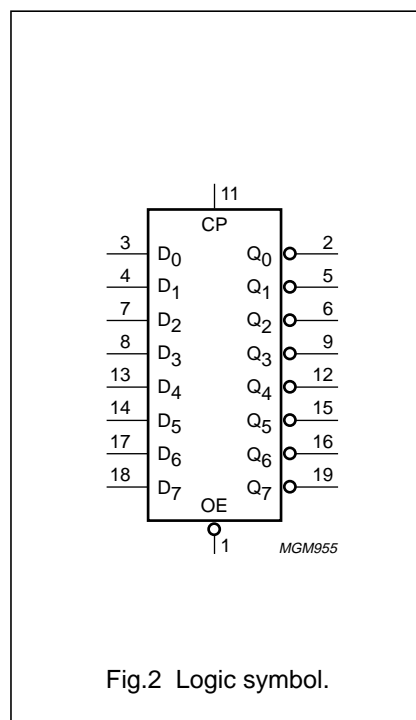 11
CP
3 D0 Q0 2
4 D1 Q1 5
7 D2 Q2 6
8 D3 Q3 9
13 D4 Q4 12
14 D5 Q5 15
17 D6 Q6 16
18 D7 Q7 19
OE
1 MGM955
Fig.2 Logic symbol.